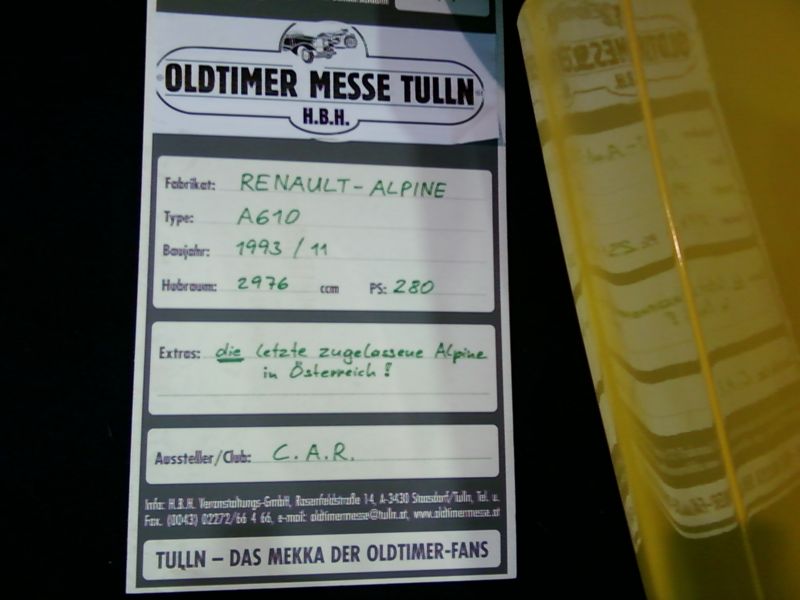 OLDTIMER MESSE TULLN
H.B.H.
Fabrikat: RENAULT-ALPINE
Type: A610
Baujahr: 1993 / 11
Hubraum: 2976 ccm PS: 280
Extras: die letzte zugelassene Alpine
in Österreich!
Aussteller/Club: C.A.R.
Info: H.B.H. Veranstaltungs-GmbH, Rosenfeldstraße 14, A-3430 Staasdorf/Tulln, Tel. u.
Fax. (0043) 02272/66 4 66, e-mail: oldtimermesse@tulln.at, www.oldtimermesse.at
TULLN – DAS MEKKA DER OLDTIMER-FANS